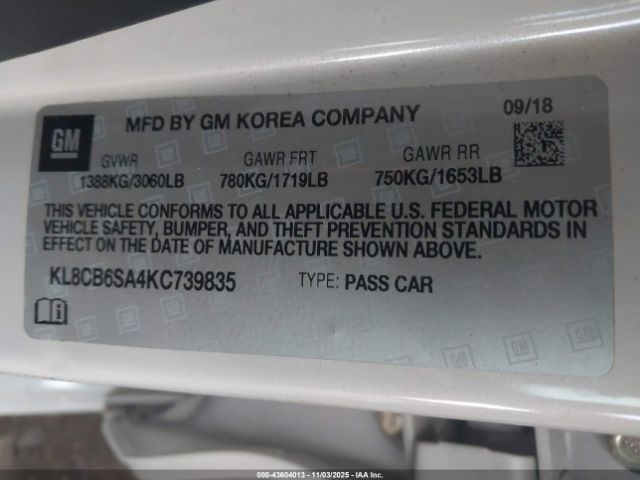 GM
MFD BY GM KOREA COMPANY
09/18
GVWR
GAWR FRT
GAWR RR
1388KG/3060LB
780KG/1719LB
750KG/1653LB
THIS VEHICLE CONFORMS TO ALL APPLICABLE U.S. FEDERAL MOTOR
VEHICLE SAFETY, BUMPER, AND THEFT PREVENTION STANDARDS IN
EFFECT ON THE DATE OF MANUFACTURE SHOWN ABOVE.
KL8CB6SA4KC739835
TYPE: PASS CAR
000-43604013 - 11/03/2025 - IAA Inc.